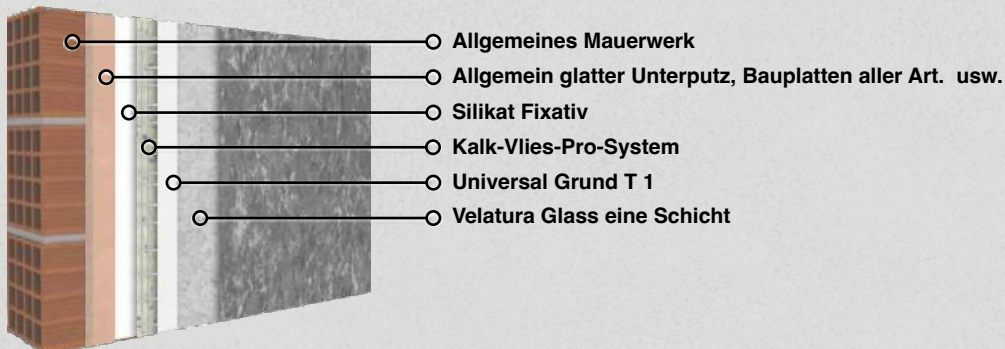 Allgemeines Mauerwerk
Allgemein glatter Unterputz, Bauplatten aller Art. usw.
Silikat Fixativ
Kalk-Vlies-Pro-System
Universal Grund T 1
Velatura Glass eine Schicht